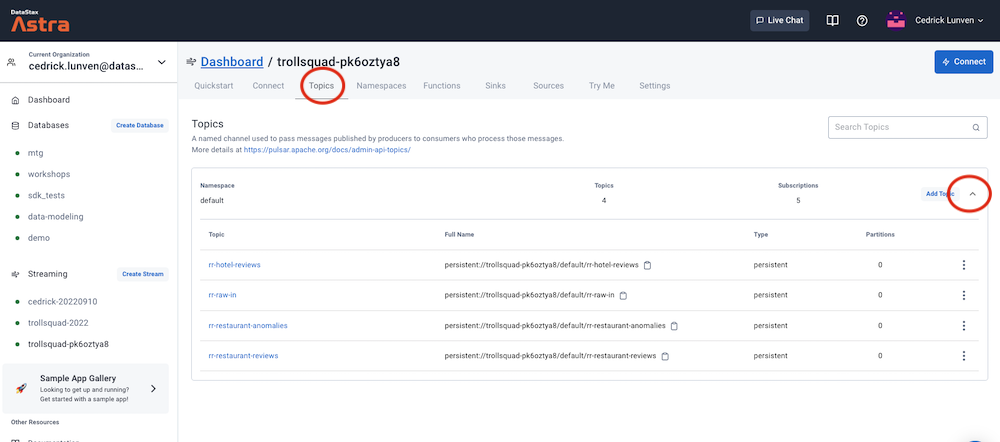 DataStax
Astra
Live Chat
Cedrick Lunven
Current Organization
cedrick.lunven@datas...
Dashboard
Databases
Create Database
mtg
workshops
sdk_tests
data-modeling
demo
Streaming
Create Stream
cedrick-20220910
trollsquad-2022
trollsquad-pk6oztya8
Sample App Gallery
Looking to get up and running?
Get started with a sample app!
Other Resources
Dashboard / trollsquad-pk6oztya8
Connect
Quickstart Connect Topics Namespaces Functions Sinks Sources Try Me Settings
Topics
A named channel used to pass messages published by producers to consumers who process those messages.
More details at https://pulsar.apache.org/docs/admin-api-topics/
Search Topics
Namespace Topics Subscriptions
default 4 5
Add Topic
Topic Full Name Type Partitions
rr-hotel-reviews persistent://trollsquad-pk6oztya8/default/rr-hotel-reviews persistent 0
rr-raw-in persistent://trollsquad-pk6oztya8/default/rr-raw-in persistent 0
rr-restaurant-anomalies persistent://trollsquad-pk6oztya8/default/rr-restaurant-anomalies persistent 0
rr-restaurant-reviews persistent://trollsquad-pk6oztya8/default/rr-restaurant-reviews persistent 0